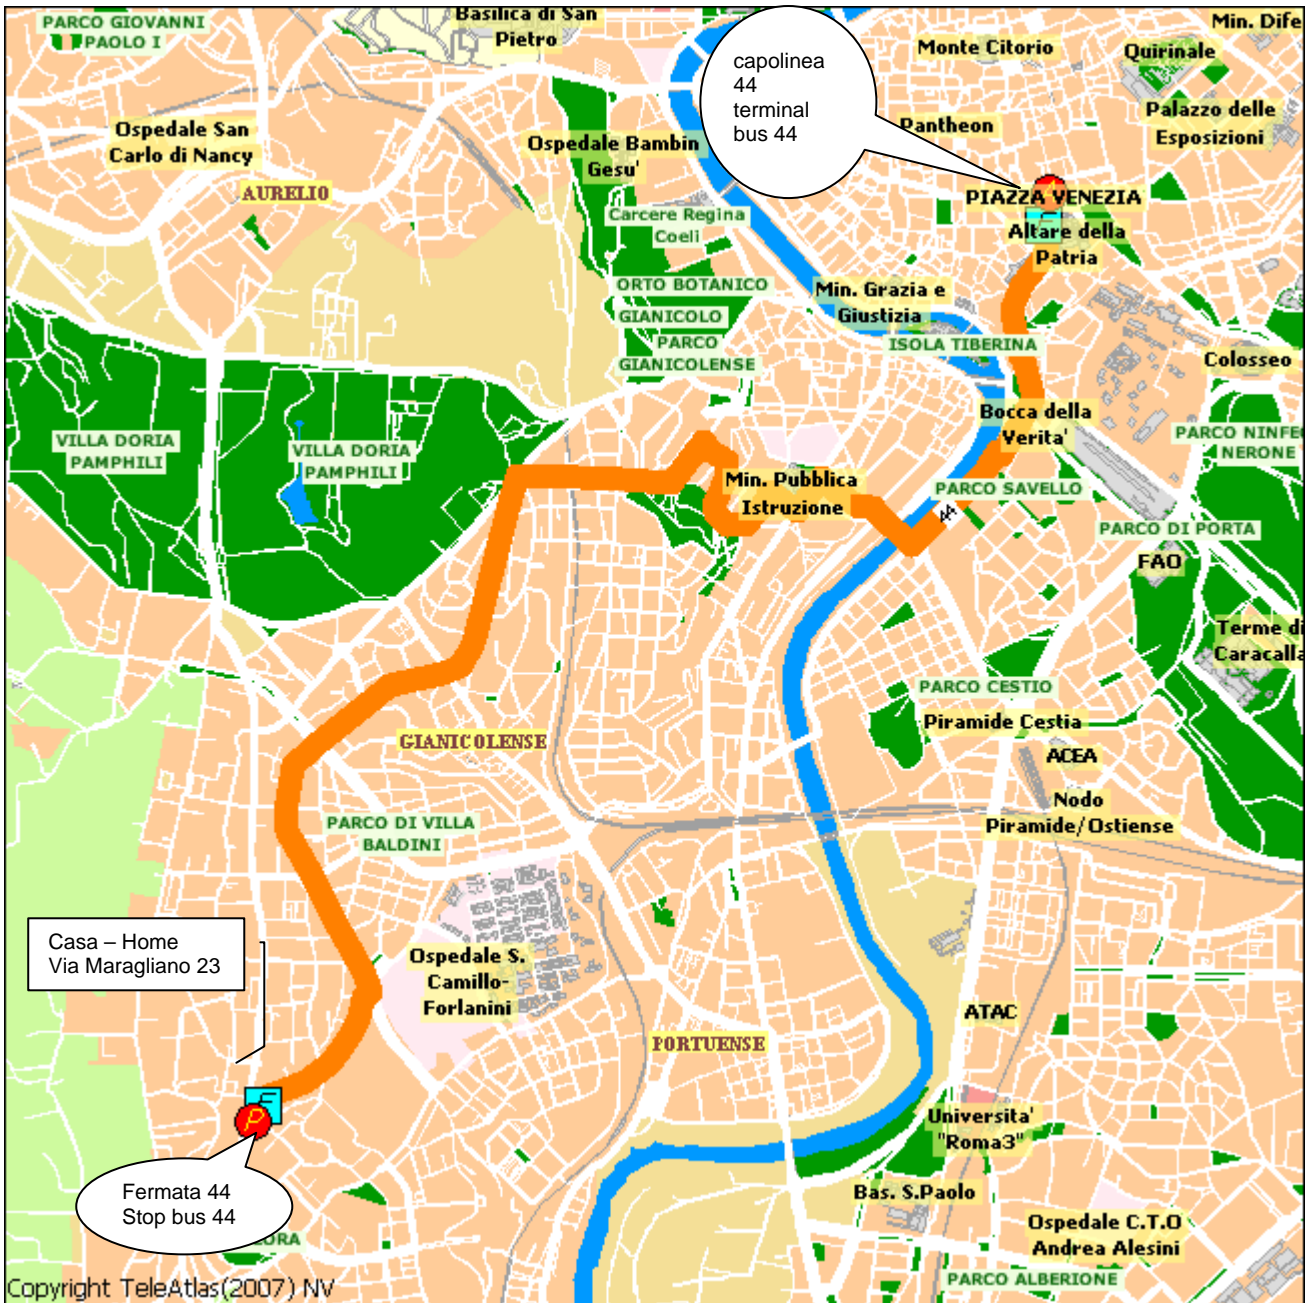 PARCO GIOVANNI
PAOLO I
Basilica di San
Pietro
capolinea
44
terminal
bus 44
Monte Citorio
Quirinale
Min. Dife
Palazzo delle
Esposizioni
Pantheon
Ospedale San
Carlo di Nancy
Ospedale Bambin
Gesu'
AURELIO
Carcere Regina
Coeli
PIAZZA VENEZIA
Altare della
Patria
ORTO BOTANICO
GIANICOLO
PARCO
GIANICOLENSE
Min. Grazia e
Giustizia
ISOLA TIBERINA
Colosseo
Bocca della
Verita'
PARCO NINFE
NERONE
VILLA DORIA
PAMPHILI
VILLA DORIA
PAMPHILI
Min. Pubblica
Istruzione
PARCO SAVELLO
44
PARCO DI PORTA
FAO
Terme di
Caracalla
PARCO CESTIO
Piramide Cestia
GIANICOLENSE
ACEA
Nodo
Piramide/Ostiense
PARCO DI VILLA
BALDINI
Casa – Home
Via Maragliano 23
Ospedale S.
Camillo-
Forlanini
ATAC
PORTUENSE
E
P
Universita'
"Roma3"
Fermata 44
Stop bus 44
Bas. S.Paolo
Ospedale C.T.O
Andrea Alesini
ORA
PARCO ALBERIONE
Copyright TeleAtlas(2007) NV